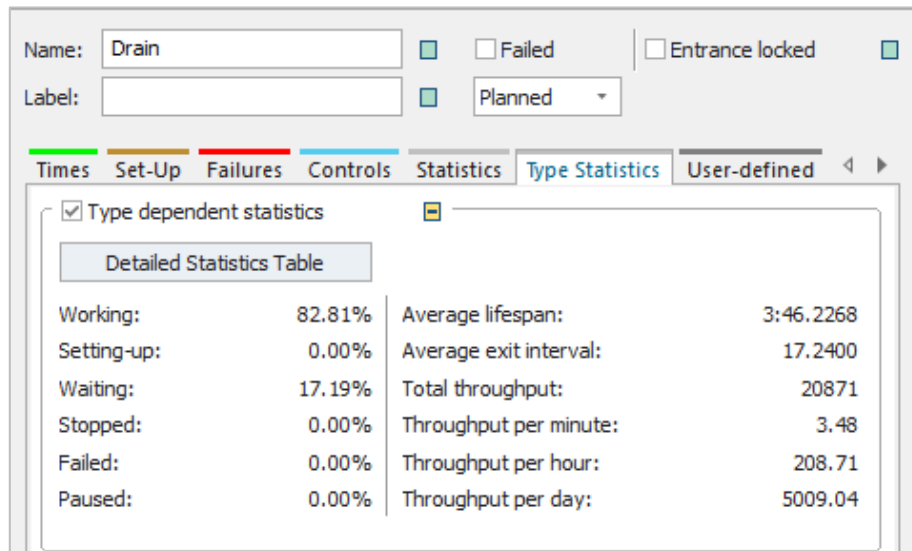 Name: Drain Failed Entrance locked
Label: Planned
Times Set-Up Failures Controls Statistics Type Statistics User-defined
Type dependent statistics
Detailed Statistics Table
Working: 82.81% Average lifespan: 3:46.2268
Setting-up: 0.00% Average exit interval: 17.2400
Waiting: 17.19% Total throughput: 20871
Stopped: 0.00% Throughput per minute: 3.48
Failed: 0.00% Throughput per hour: 208.71
Paused: 0.00% Throughput per day: 5009.04